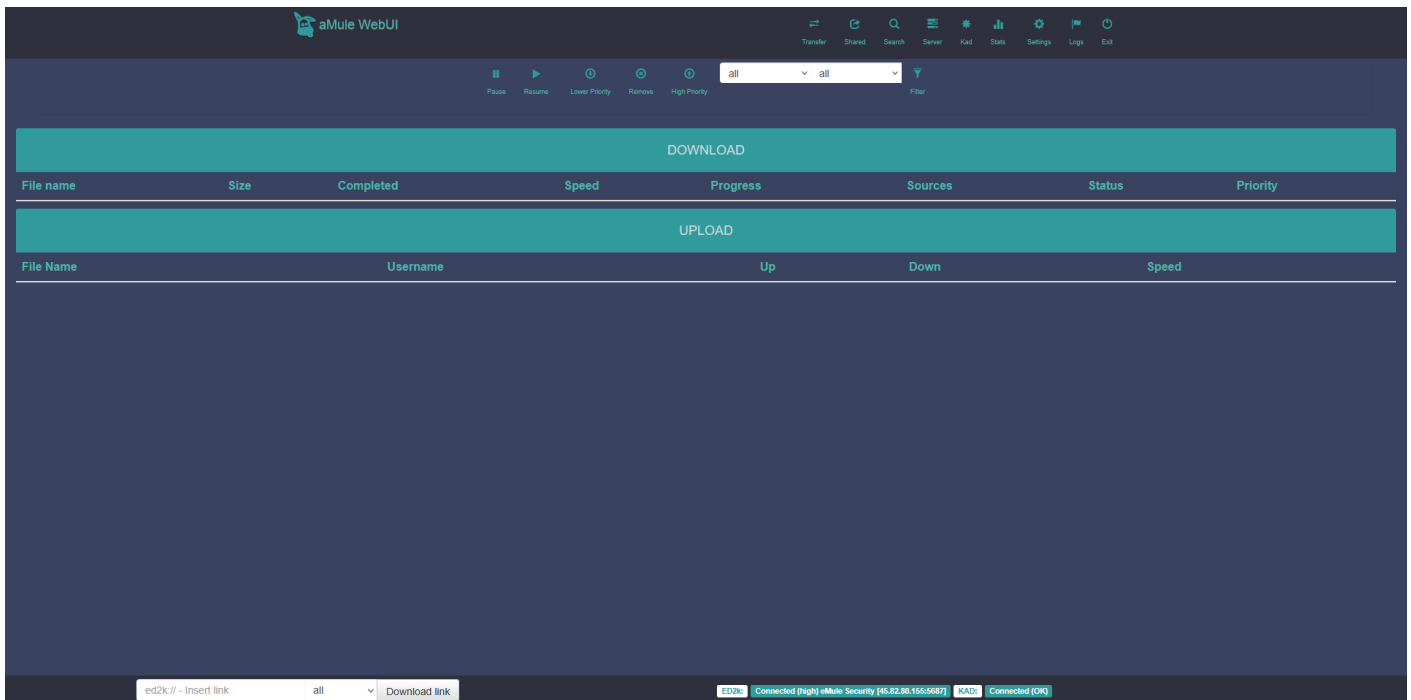 aMule WebUI
Transfer Shared Search Server Kad Stats Settings Logs Exit
Pause Resume Lower Priority Remove High Priority all all Filter
DOWNLOAD
File name Size Completed Speed Progress Sources Status Priority
UPLOAD
File Name Username Up Down Speed
ed2k:// - Insert link all Download link ED2k: Connected (high) eMule Security [45.82.80.155:5687] KAD: Connected (OK)